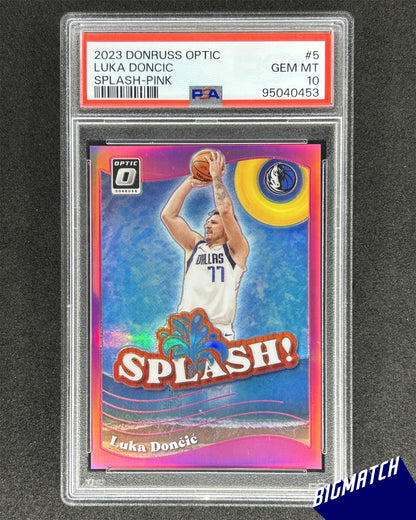 2023 DONRUSS OPTIC #5
LUKA DONCIC GEM MT
SPLASH-PINK 10
PSA 95040453
OPTIC
DONRUSS
DALLAS
77
SPLASH!
Luka Dončić
BIGMATCH